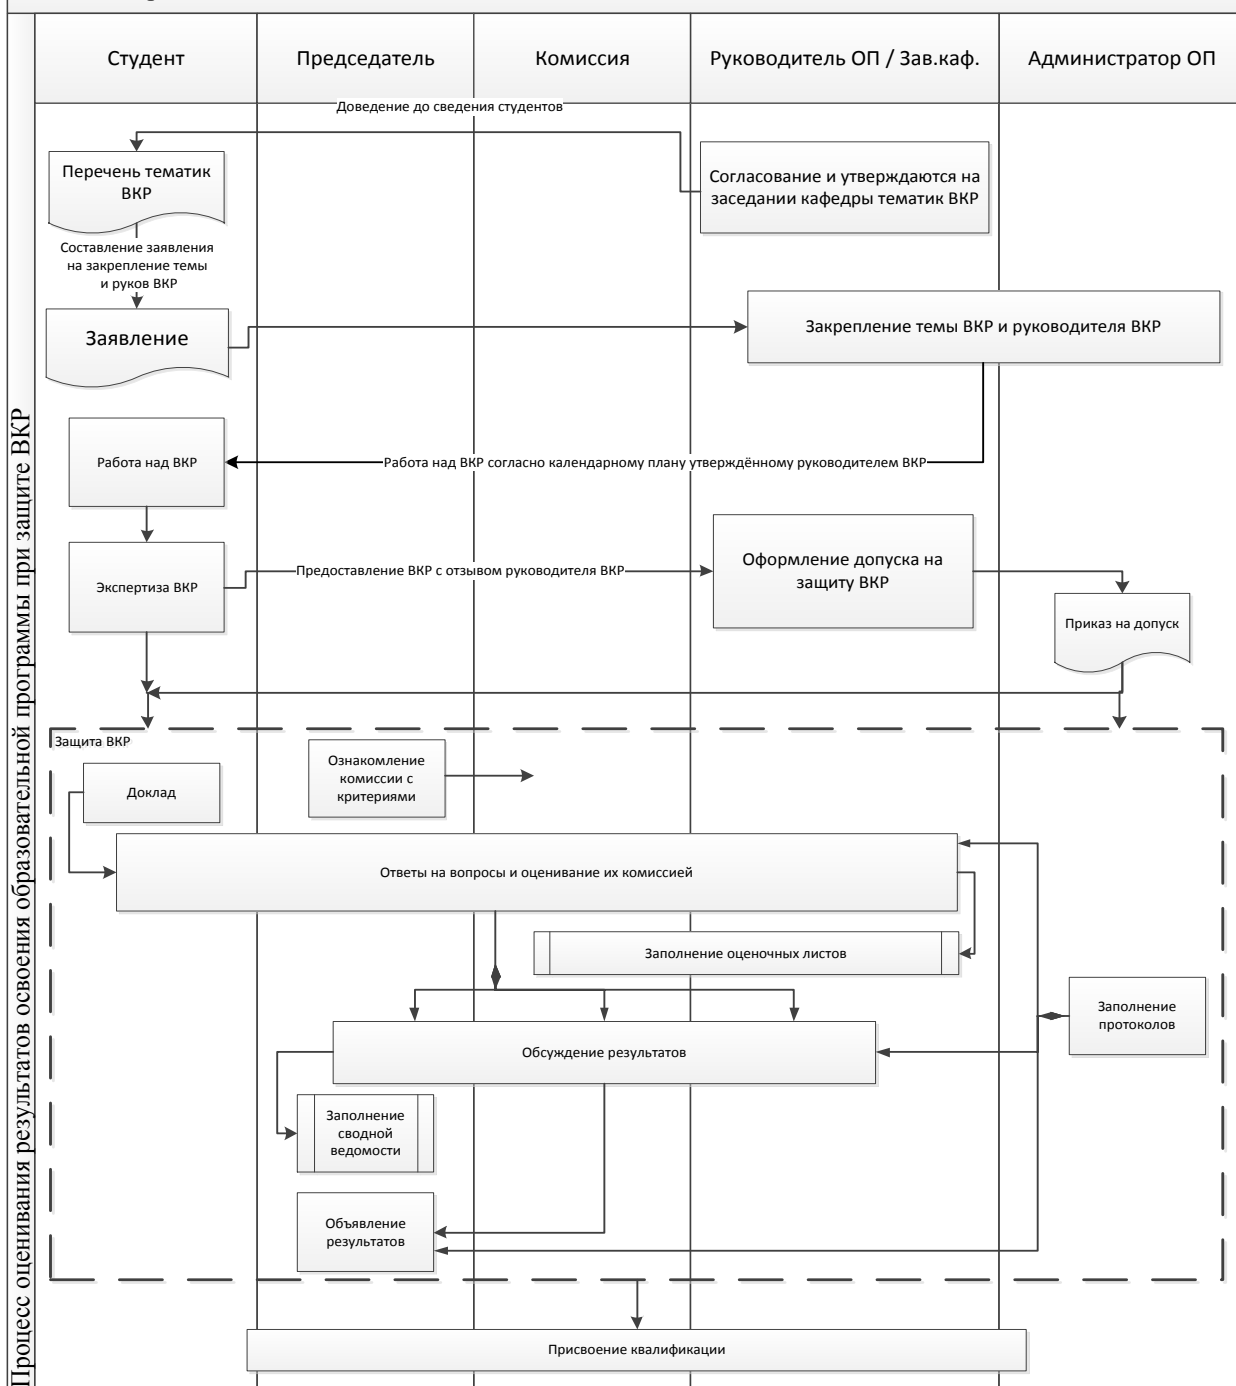 Студент
Председатель
Комиссия
Руководитель ОП / Зав.каф.
Администратор ОП
Процесс оценивания результатов освоения образовательной программы при защите ВКР
Доведение до сведения студентов
Перечень тематик
ВКР
Согласование и утверждаются на
заседании кафедры тематик ВКР
Составление заявления
на закрепление темы
и руков ВКР
Заявление
Закрепление темы ВКР и руководителя ВКР
Работа над ВКР
Работа над ВКР согласно календарному плану утверждённому руководителем ВКР
Экспертиза ВКР
Предоставление ВКР с отзывом руководителя ВКР
Оформление допуска на
защиту ВКР
Приказ на допуск
Защита ВКР
Доклад
Ознакомление
комиссии с
критериями
Ответы на вопросы и оценивание их комиссией
Заполнение оценочных листов
Заполнение
протоколов
Обсуждение результатов
Заполнение
сводной
ведомости
Объявление
результатов
Присвоение квалификации